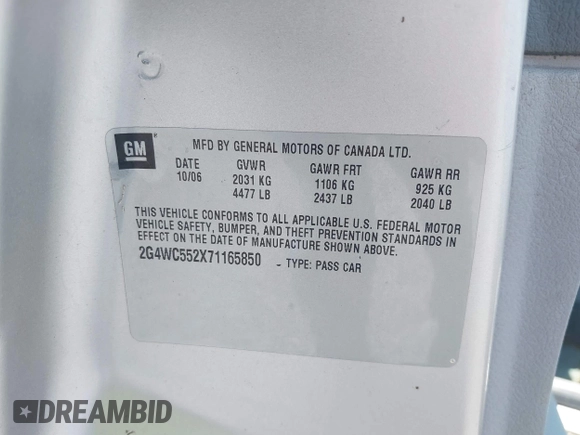 GM
MFD BY GENERAL MOTORS OF CANADA LTD.
DATE GVWR GAWR FRT GAWR RR
10/06 2031 KG 1106 KG 925 KG
4477 LB 2437 LB 2040 LB
THIS VEHICLE CONFORMS TO ALL APPLICABLE U.S. FEDERAL MOTOR
VEHICLE SAFETY, BUMPER, AND THEFT PREVENTION STANDARDS IN
EFFECT ON THE DATE OF MANUFACTURE SHOWN ABOVE.
2G4WC552X71165850 - TYPE: PASS CAR
DREAMBID